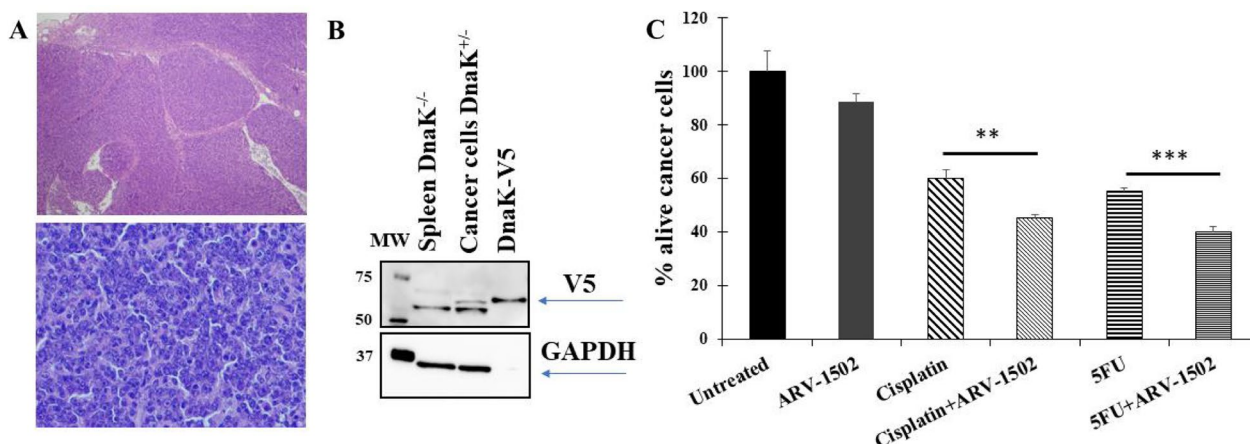 A
B
Spleen DnaK-/-
Cancer cells DnaK+/-
DnaK-V5
MW
75
50
V5
37
GAPDH
C
% alive cancer cells
120
100
80
60
40
20
0
**
***
Untreated
ARV-1502
Cisplatin
Cisplatin+ARV-1502
5FU
5FU+ARV-1502